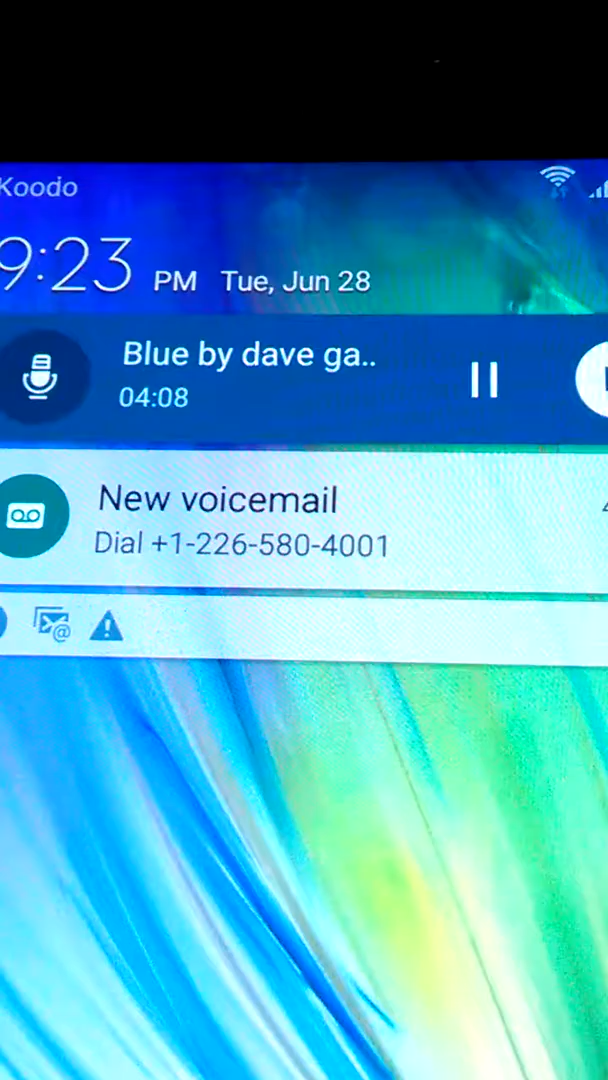 Koodo
9:23 PM Tue, Jun 28
Blue by dave ga..
04:08
New voicemail
Dial +1-226-580-4001